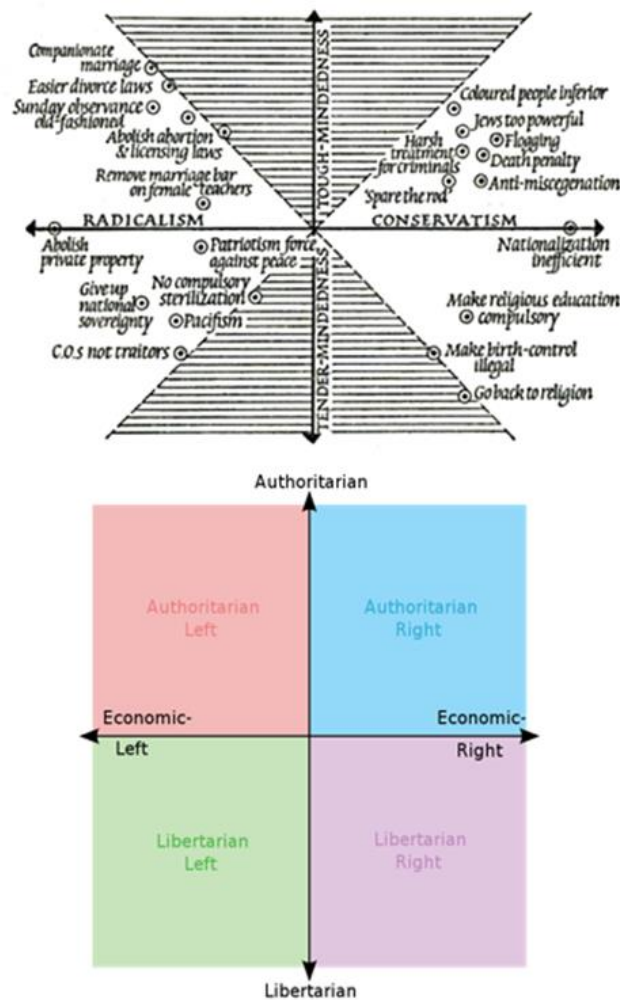 Companionate
marriage
Easier divorce laws
Sunday observance
old-fashioned
Abolish abortion
& licensing laws
Remove marriage bar
on female teachers
TOUGH-MINDEDNESS
Coloured people inferior
Jews too powerful
Flogging
Harsh
treatment
for criminals
Death penalty
'Spare the rod'
Anti-miscegenation
RADICALISM
CONSERVATISM
Abolish
private property
Patriotism force
against peace
Nationalization
inefficient
No compulsory
sterilization
Give up
national
sovereignty
Pacifism
C.O.s not traitors
TENDER-MINDEDNESS
Make religious education
compulsory
Make birth-control
illegal
Go back to religion
Authoritarian
Authoritarian
Left
Authoritarian
Right
Economic-
Left
Economic-
Right
Libertarian
Left
Libertarian
Right
Libertarian